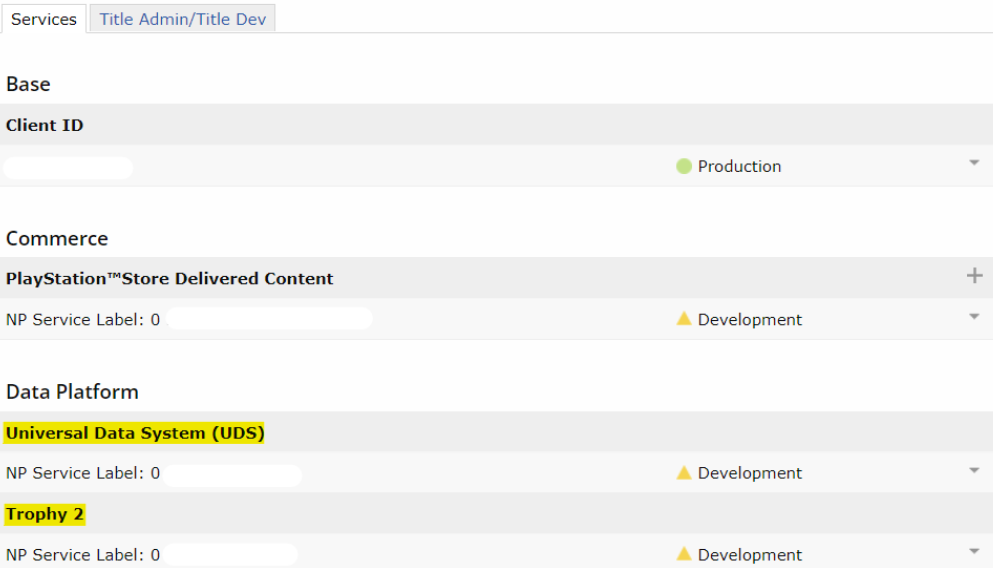 Services Title Admin/Title Dev
Base
Client ID
Production
Commerce
PlayStation™Store Delivered Content
NP Service Label: 0 Development
Data Platform
Universal Data System (UDS)
NP Service Label: 0 Development
Trophy 2
NP Service Label: 0 Development